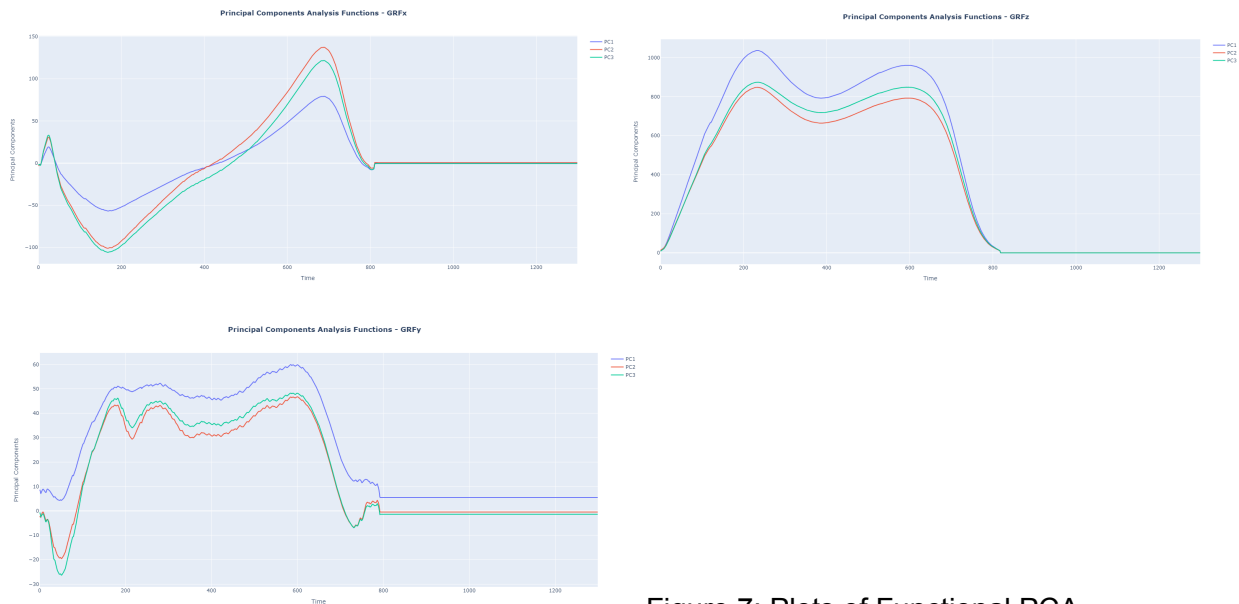 Principal Components Analysis Functions - GRFx
PC1
PC2
PC3
150
100
50
0
−50
−100
Principal Components
0 200 400 600 800 1000 1200
Time
Principal Components Analysis Functions - GRFz
PC1
PC2
PC3
1000
800
600
400
200
0
Principal Components
0 200 400 600 800 1000 1200
Time
Principal Components Analysis Functions - GRFy
PC1
PC2
PC3
60
50
40
30
20
10
0
−10
−20
−30
Principal Components
0 200 400 600 800 1000 1200
Time
Figure 7: Plots of Functional PCA